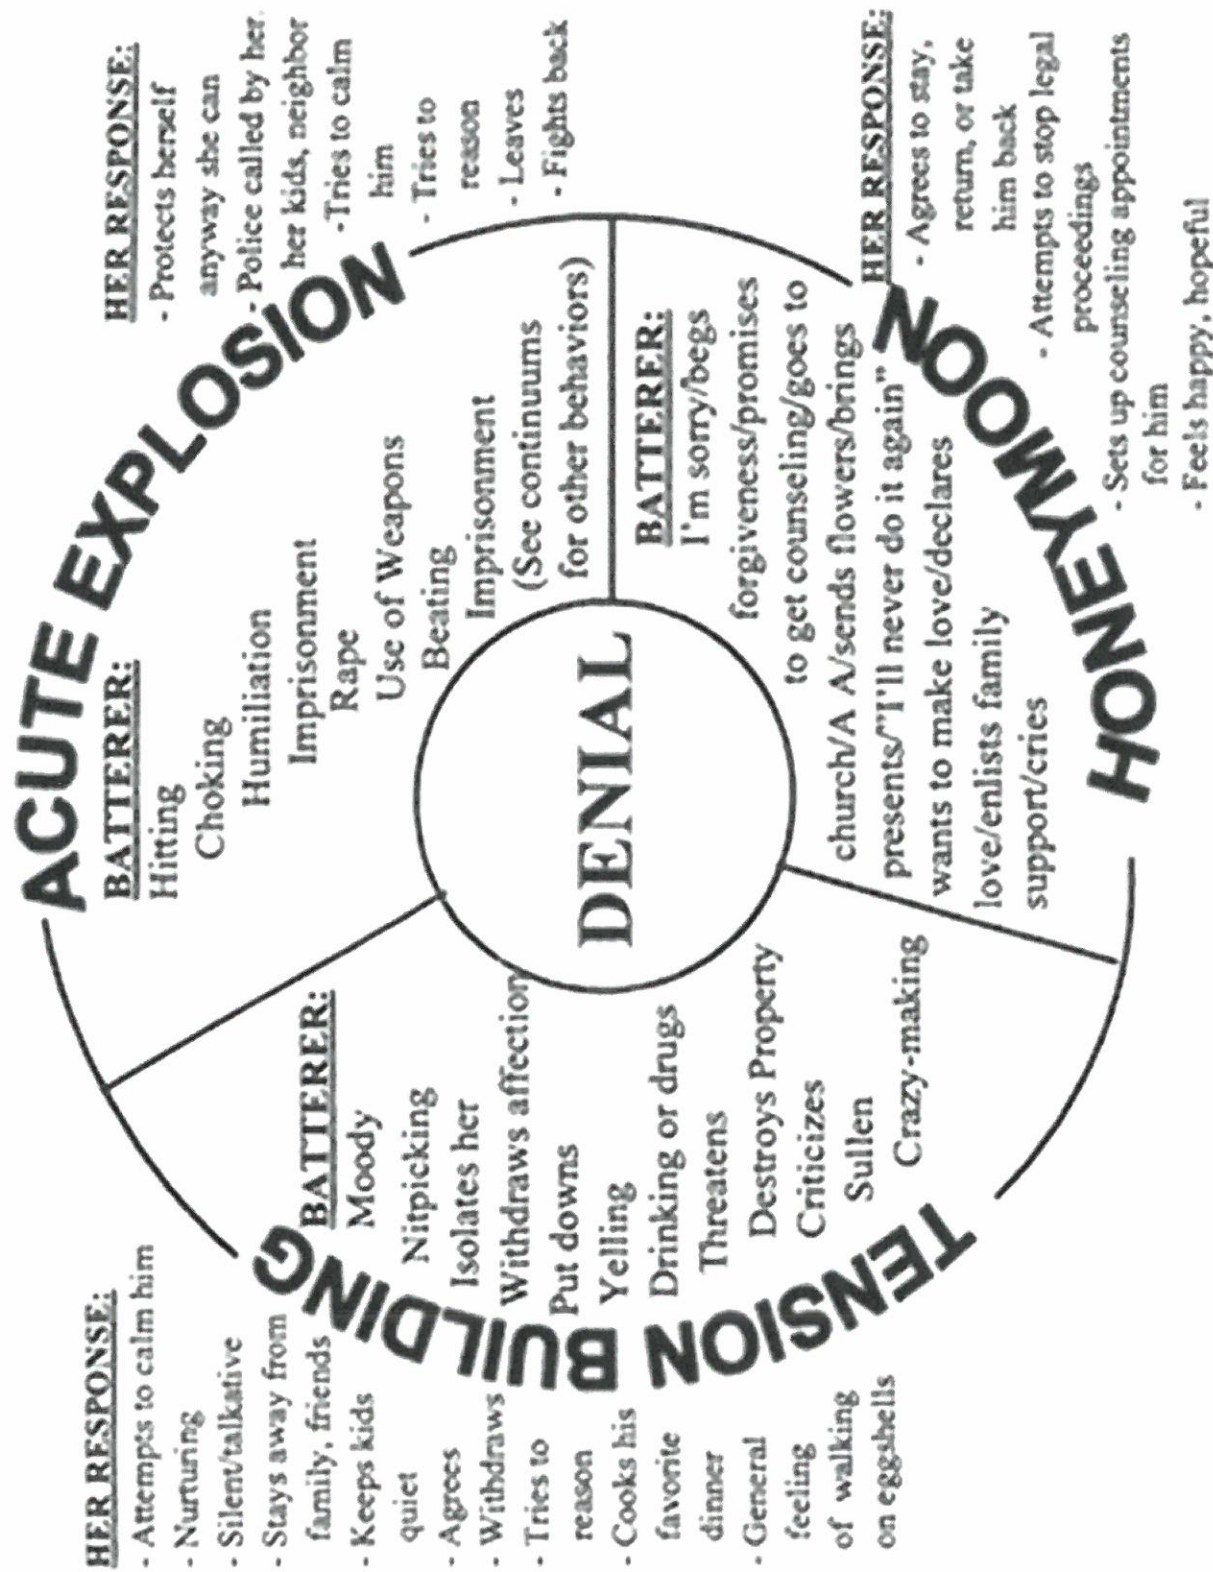 HER RESPONSE:
- Attempts to calm him
- Nurturing
- Silent/talkative
- Stays away from
family, friends
- Keeps kids
quiet
- Agrees
- Withdraws
- Tries to
reason
- Cooks his
favorite
dinner
- General
feeling
of walking
on eggshells
TENSION BUILDING
BATTERER:
Moody
Nitpicking
Isolates her
Withdraws affection
Put downs
Yelling
Drinking or drugs
Threatens
Destroys Property
Criticizes
Sullen
Crazy-making
ACUTE EXPLOSION
BATTERER:
Hitting
Choking
Humiliation
Imprisonment
Rape
Use of Weapons
Beating
Imprisonment
(See continuums
for other behaviors)
HER RESPONSE:
- Protects herself
anyway she can
- Police called by her,
her kids, neighbor
- Tries to calm
him
- Tries to
reason
- Leaves
- Fights back
DENIAL
BATTERER:
I'm sorry/begs
forgiveness/promises
to get counseling/goes to
church/A A/sends flowers/brings
presents/"I'll never do it again"
wants to make love/declares
love/enlists family
support/cries
HONEYMOON
HER RESPONSE:
- Agrees to stay,
return, or take
him back
- Attempts to stop legal
proceedings
- Sets up counseling appointments
for him
- Feels happy, hopeful